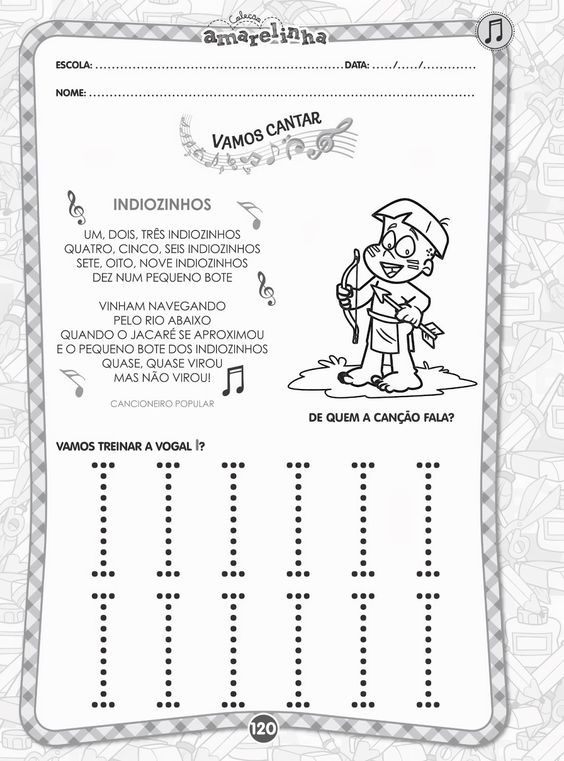 Coleção
amarelinha
ESCOLA: ......................................................DATA: ...../...../............
NOME: ....................................................................................
VAMOS CANTAR
INDIOZINHOS
UM, DOIS, TRÊS INDIOZINHOS
QUATRO, CINCO, SEIS INDIOZINHOS
SETE, OITO, NOVE INDIOZINHOS
DEZ NUM PEQUENO BOTE
VINHAM NAVEGANDO
PELO RIO ABAIXO
QUANDO O JACARÉ SE APROXIMOU
E O PEQUENO BOTE DOS INDIOZINHOS
QUASE, QUASE VIROU
MAS NÃO VIROU!
CANCIONEIRO POPULAR
DE QUEM A CANÇÃO FALA?
VAMOS TREINAR A VOGAL I?
I I I I I I
I I I I I I
120